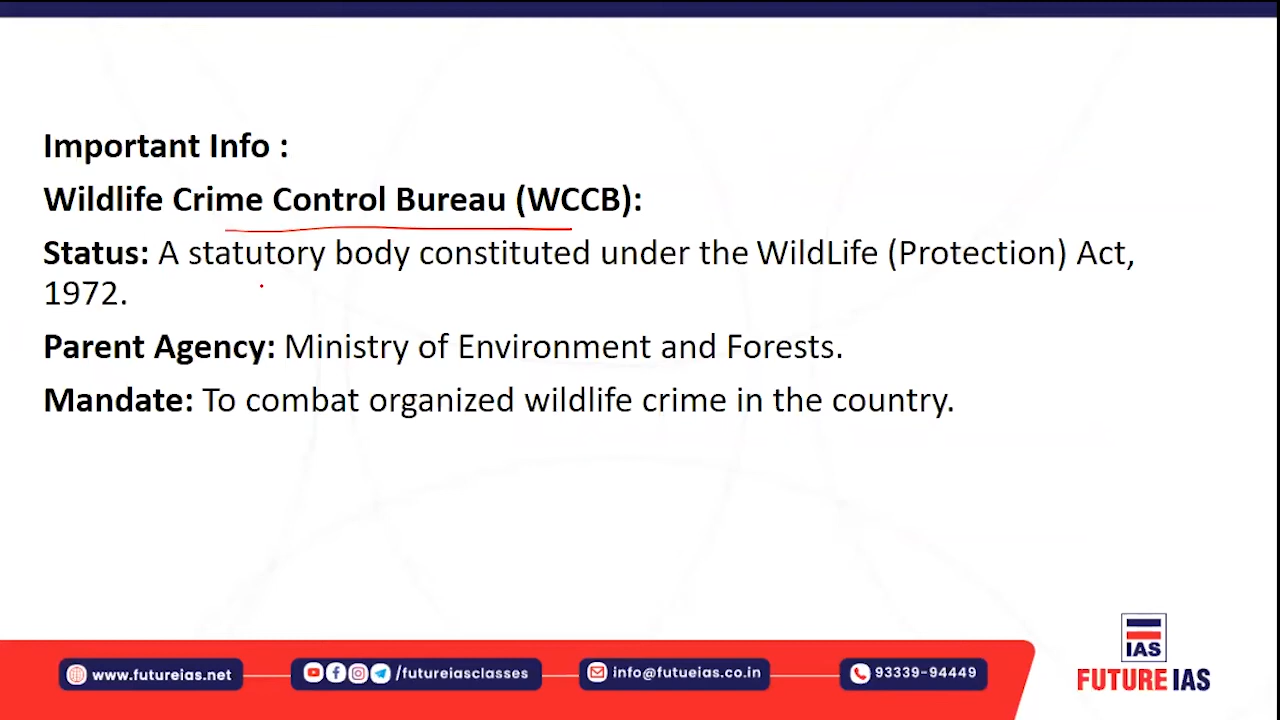 Important Info :
Wildlife Crime Control Bureau (WCCB):
Status: A statutory body constituted under the WildLife (Protection) Act,
1972.
Parent Agency: Ministry of Environment and Forests.
Mandate: To combat organized wildlife crime in the country.
www.futureias.net
/futureiasclasses
info@futueias.co.in
93339-94449
IAS
FUTURE IAS